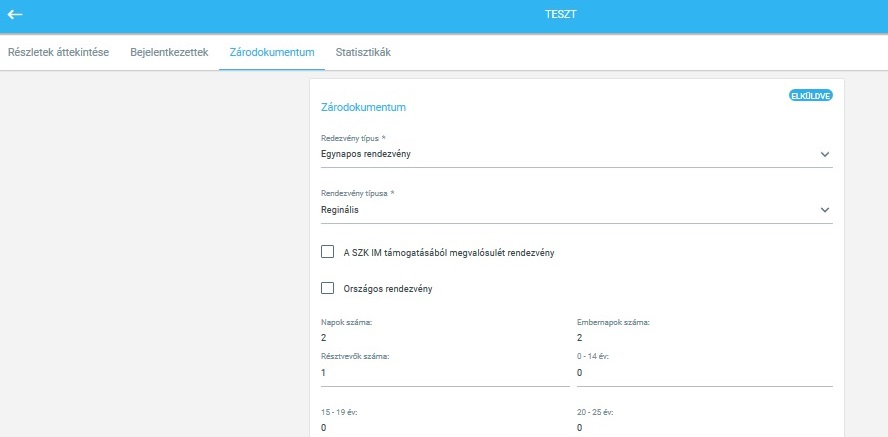 TESZT
Részletek áttekintése Bejelentkezettek Zárodokumentum Statisztikák
ELKÜLDVE
Zárodokumentum
Redezvény típus *
Egynapos rendezvény
Rendezvény típusa *
Reginális
A SZK IM támogatásából megvalósulét rendezvény
Országos rendezvény
Napok száma: Embernapok száma:
2 2
Résztvevők száma: 0 - 14 év:
1 0
15 - 19 év: 20 - 25 év:
0 0